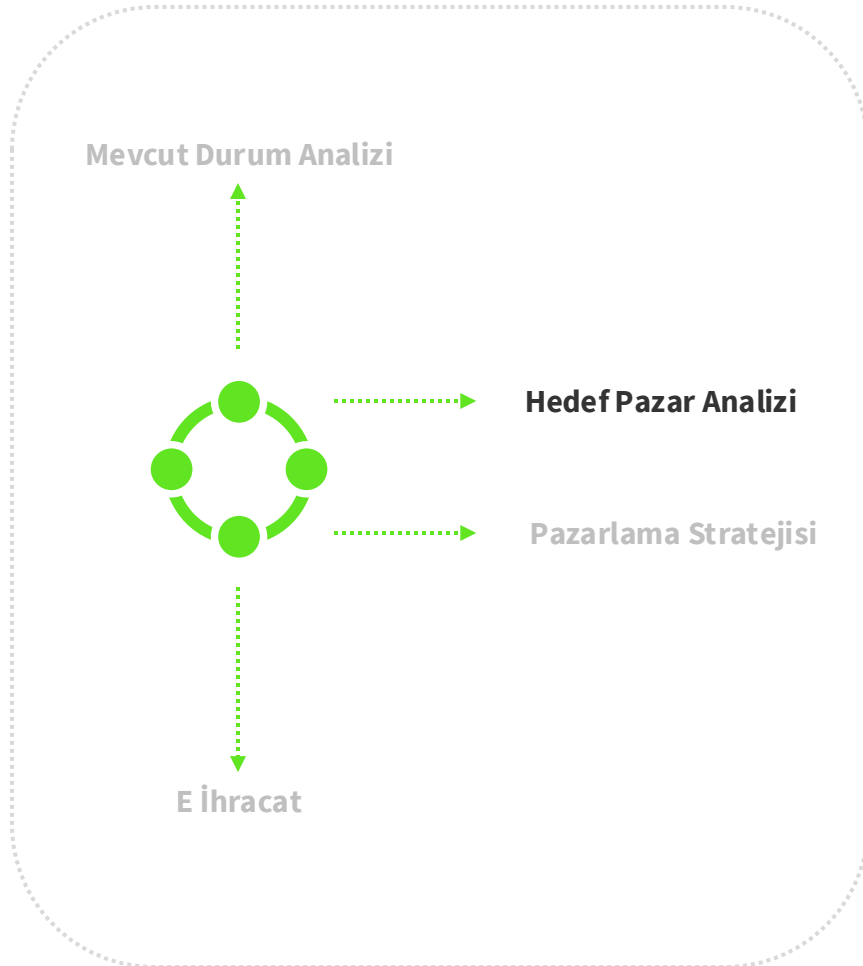 Mevcut Durum Analizi
Hedef Pazar Analizi
Pazarlama Stratejisi
E İhracat